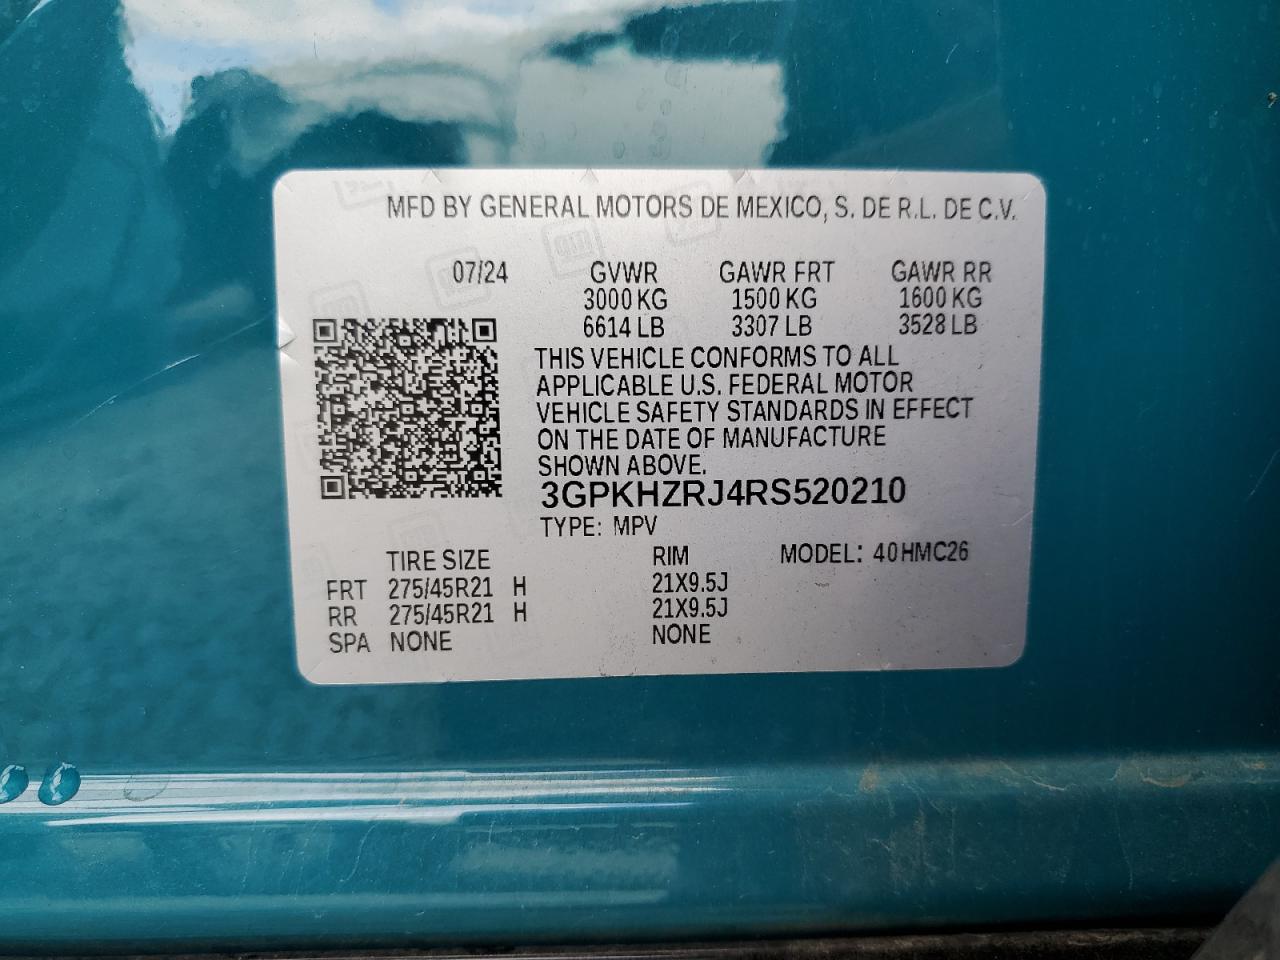 MFD BY GENERAL MOTORS DE MEXICO, S. DE R.L. DE C.V.
07/24 GVWR GAWR FRT GAWR RR
3000 KG 1500 KG 1600 KG
6614 LB 3307 LB 3528 LB
THIS VEHICLE CONFORMS TO ALL
APPLICABLE U.S. FEDERAL MOTOR
VEHICLE SAFETY STANDARDS IN EFFECT
ON THE DATE OF MANUFACTURE
SHOWN ABOVE.
3GPKHZRJ4RS520210
TYPE: MPV
TIRE SIZE RIM MODEL: 40HMC26
FRT 275/45R21 H 21X9.5J
RR 275/45R21 H 21X9.5J
SPA NONE NONE